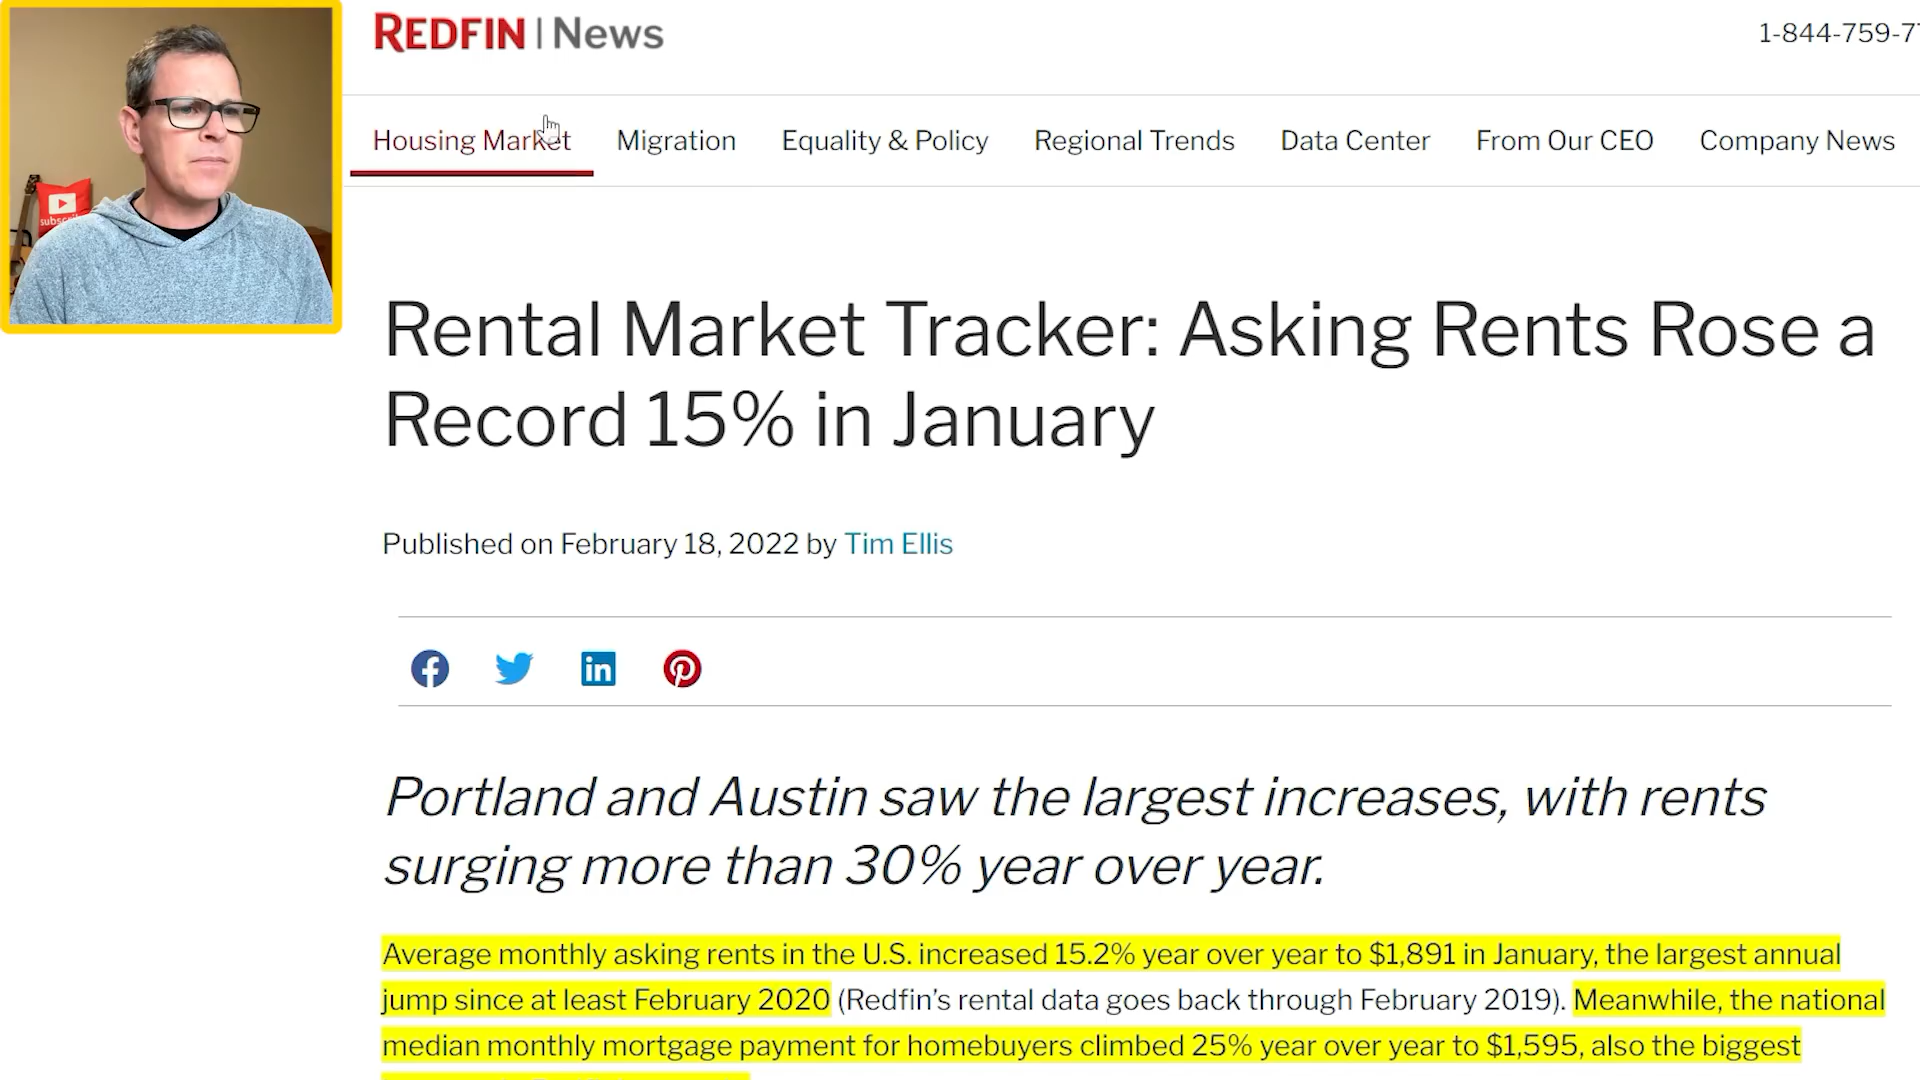 REDFIN | News
1-844-759-7
Housing Market Migration Equality & Policy Regional Trends Data Center From Our CEO Company News
subscri
Rental Market Tracker: Asking Rents Rose a
Record 15% in January
Published on February 18, 2022 by Tim Ellis
Portland and Austin saw the largest increases, with rents
surging more than 30% year over year.
Average monthly asking rents in the U.S. increased 15.2% year over year to $1,891 in January, the largest annual
jump since at least February 2020 (Redfin’s rental data goes back through February 2019). Meanwhile, the national
median monthly mortgage payment for homebuyers climbed 25% year over year to $1,595, also the biggest